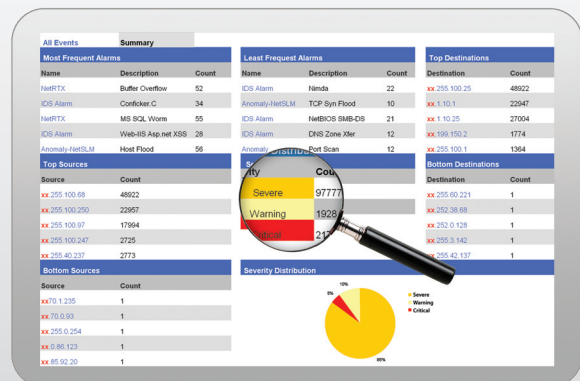 All Events Summary
Most Frequent Alarms
Name Description Count
NetRTX Buffer Overflow 52
IDS Alarm Conficker.C 34
NetRTX MS SQL Worm 55
IDS Alarm Web-IIS Asp.net XSS 28
Anomaly-NetSLM Host Flood 56
Least Frequest Alarms
Name Description Count
IDS Alarm Nimda 22
Anomaly-NetSLM TCP Syn Flood 10
IDS Alarm NetBIOS SMB-DS 21
IDS Alarm DNS Zone Xfer 12
Anomaly-NetSLM Port Scan 12
Top Destinations
Destination Count
xx.255.100.25 48922
xx.1.10.1 22947
xx.1.10.25 27004
xx.199.150.2 1774
xx.255.100.1 1364
Top Sources
Source Count
xx.255.100.68 48922
xx.255.100.250 22957
xx.255.100.97 17994
xx.255.100.247 2725
xx.255.40.237 2773
Severe 97777
Warning 1928
Bottom Destinations
Destination Count
xx.255.60.221 1
xx.252.38.68 1
xx.252.0.128 1
xx.255.3.142 1
xx.255.42.137 1
Bottom Sources
Source Count
xx70.1.235 1
xx.70.0.93 1
xx.255.0.254 1
xx.0.86.123 1
xx.85.92.20 1
Severity Distribution
10%
5%
85%
Severe
Warning
Critical